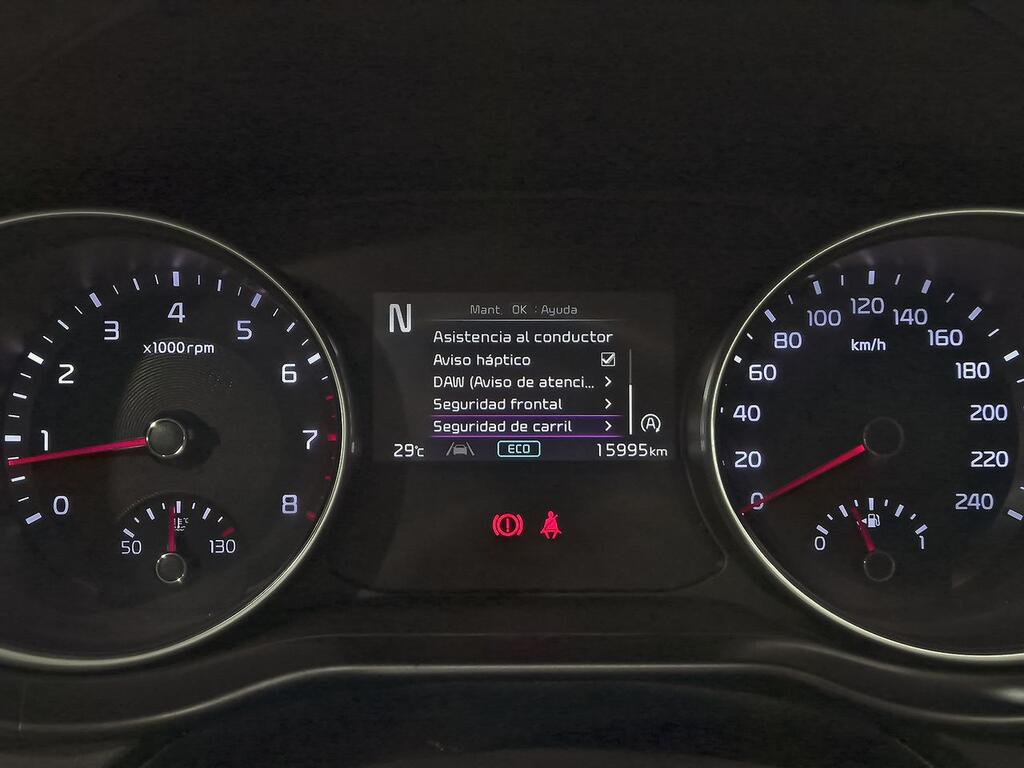 4
3
5
x1000rpm
2
6
1
7
0
8
50
130
N
Mant. OK : Ayuda
Asistencia al conductor
Aviso háptico
DAW (Aviso de atenci...
Seguridad frontal
Seguridad de carril
A
29°C
ECO
15995km
120
100
140
80
160
km/h
60
180
40
200
20
220
0
240
0
1